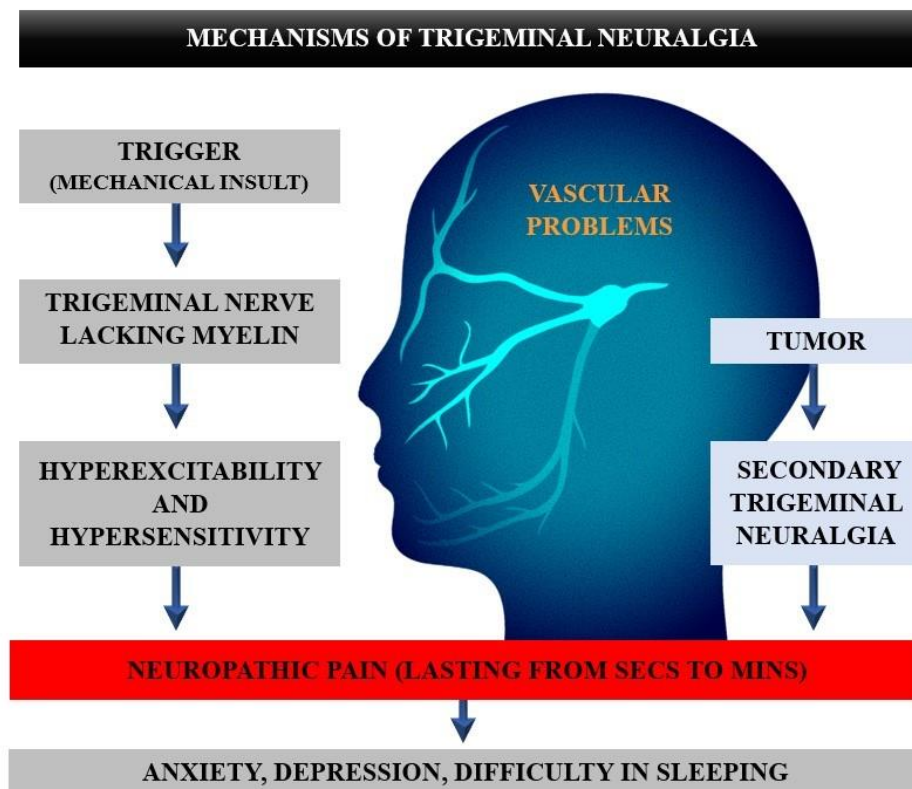 MECHANISMS OF TRIGEMINAL NEURALGIA
TRIGGER
(MECHANICAL INSULT)
TRIGEMINAL NERVE
LACKING MYELIN
HYPEREXCITABILITY
AND
HYPERSENSITIVITY
VASCULAR
PROBLEMS
TUMOR
SECONDARY
TRIGEMINAL
NEURALGIA
NEUROPATHIC PAIN (LASTING FROM SECS TO MINS)
ANXIETY, DEPRESSION, DIFFICULTY IN SLEEPING